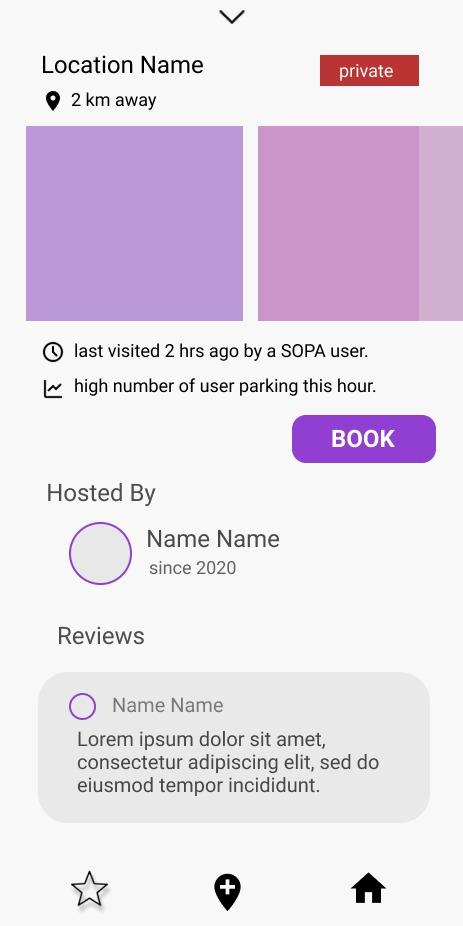 Location Name
private
2 km away
last visited 2 hrs ago by a SOPA user.
high number of user parking this hour.
BOOK
Hosted By
Name Name
since 2020
Reviews
Name Name
Lorem ipsum dolor sit amet,
consectetur adipiscing elit, sed do
eiusmod tempor incididunt.